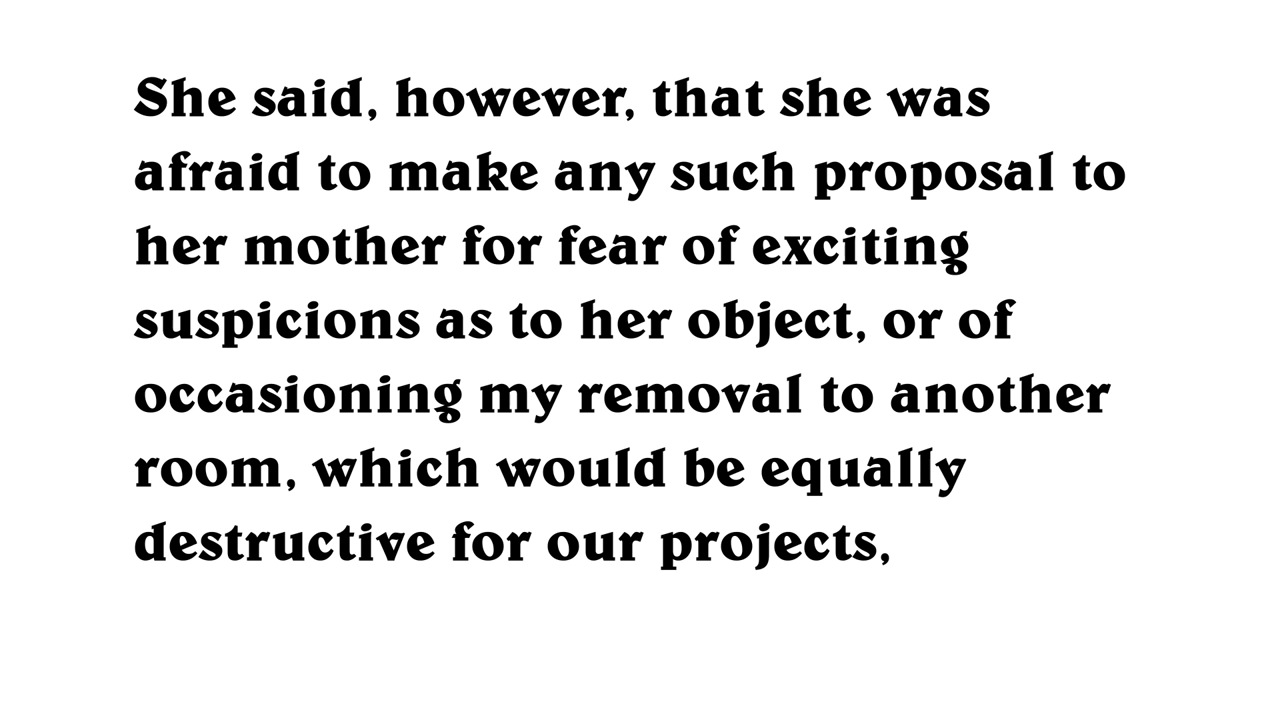 She said, however, that she was
afraid to make any such proposal to
her mother for fear of exciting
suspicions as to her object, or of
occasioning my removal to another
room, which would be equally
destructive for our projects,